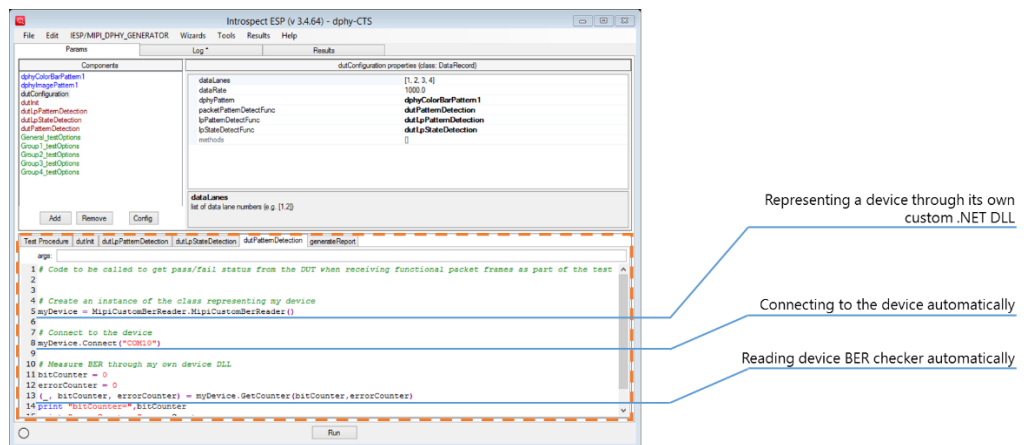 Introspect ESP (v 3.4.64) - dphy-CTS
File Edit IESP/MIPI_DPHY_GENERATOR Wizards Tools Results Help
Params Log * Results
Components
dutConfiguration properties (class: DataRecord)
dphyColorBarPattern1
dphyImagePattern1
dutConfiguration
dutInit
dutLpPatternDetection
dutLpStateDetection
dutPatternDetection
General_testOptions
Group1_testOptions
Group2_testOptions
Group3_testOptions
Group4_testOptions
dataLanes [1, 2, 3, 4]
dataRate 1000.0
dphyPattern dphyColorBarPattern1
packetPatternDetectFunc dutPatternDetection
lpPatternDetectFunc dutLpPatternDetection
lpStateDetectFunc dutLpStateDetection
methods []
dataLanes
list of data lane numbers (e.g. [1,2])
Add Remove Config
Test Procedure dutInit dutLpPatternDetection dutLpStateDetection dutPatternDetection generateReport
args:
1 # Code to be called to get pass/fail status from the DUT when receiving functional packet frames as part of the test
2
3
4 # Create an instance of the class representing my device
5 myDevice = MipiCustomBerReader.MipiCustomBerReader()
6
7 # Connect to the device
8 myDevice.Connect("COM10")
9
10 # Measure BER through my own device DLL
11 bitCounter = 0
12 errorCounter = 0
13 (_, bitCounter, errorCounter) = myDevice.GetCounter(bitCounter,errorCounter)
14 print "bitCounter=",bitCounter
Run
Representing a device through its own
custom .NET DLL
Connecting to the device automatically
Reading device BER checker automatically